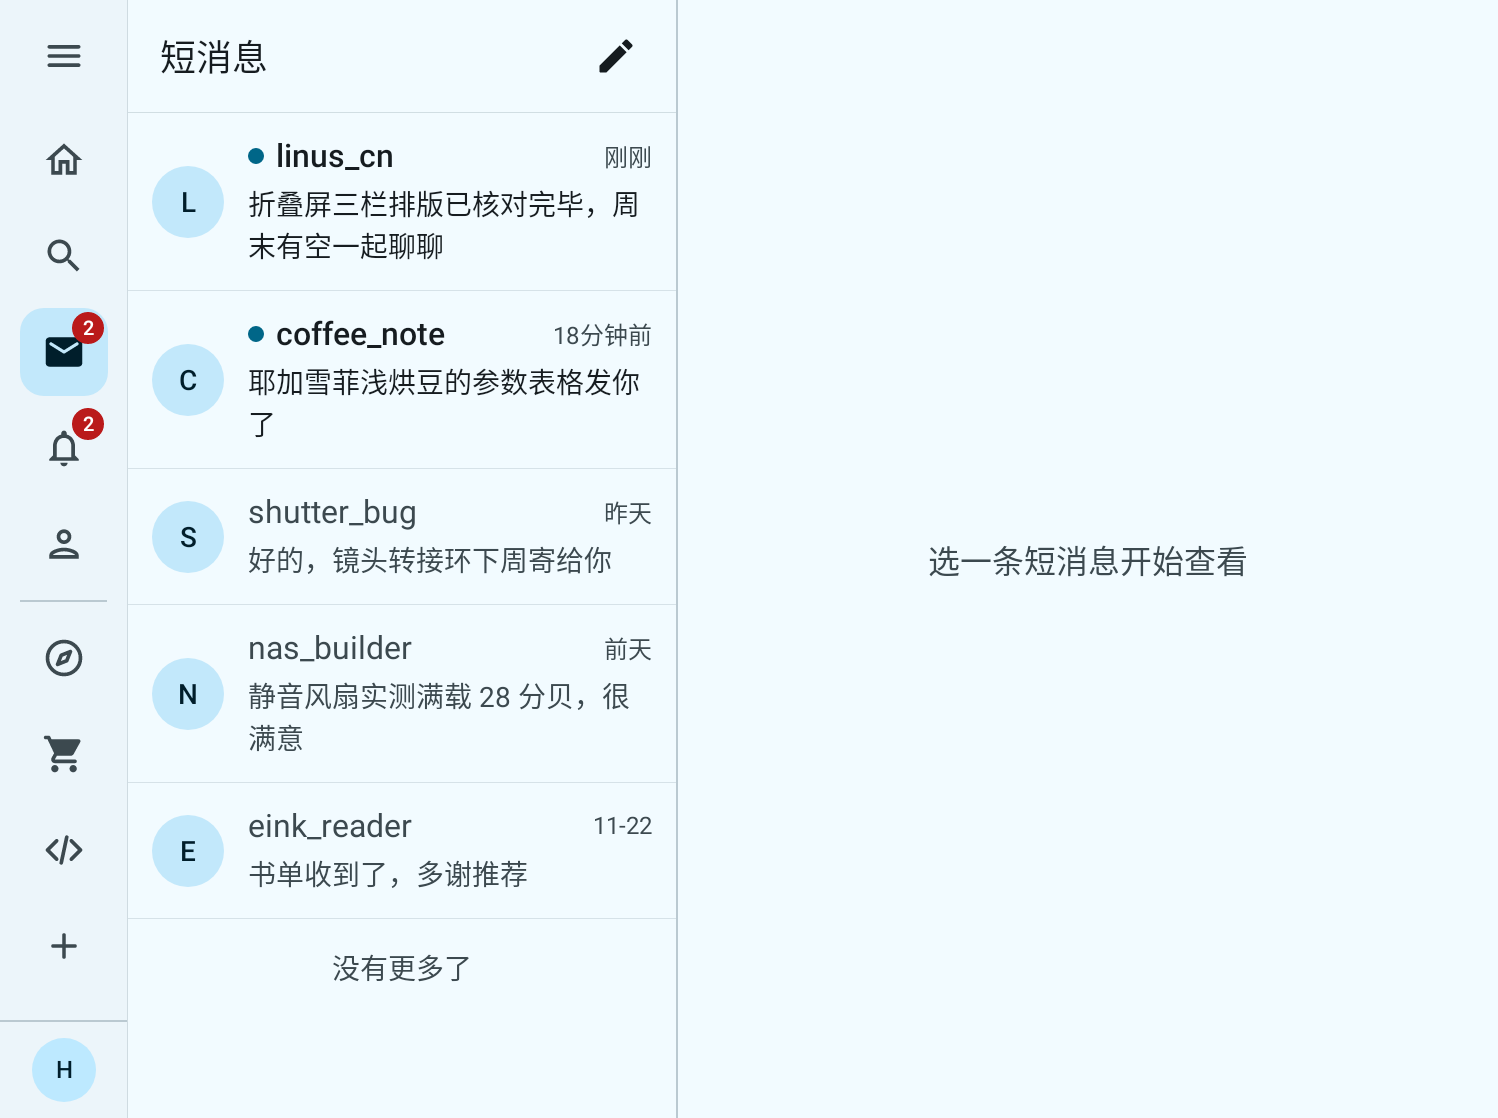 短消息
L
linus_cn
刚刚
折叠屏三栏排版已核对完毕，周
末有空一起聊聊
2
C
coffee_note
18分钟前
耶加雪菲浅烘豆的参数表格发你
了
2
S
shutter_bug
昨天
好的，镜头转接环下周寄给你
选一条短消息开始查看
N
nas_builder
前天
静音风扇实测满载 28 分贝，很
满意
E
eink_reader
11-22
书单收到了，多谢推荐
没有更多了
H